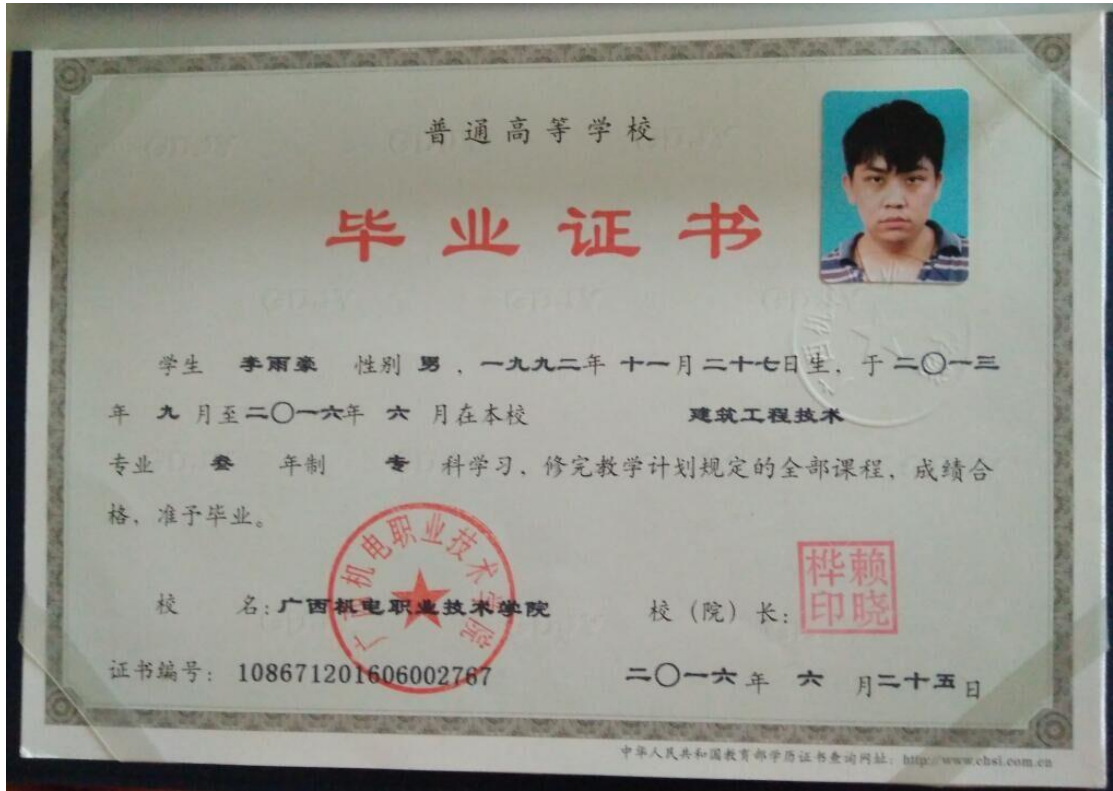 普通高等学校
毕业证书
学生 李雨豪 性别 男 ，一九九二年 十一月二十七日生，于二〇一三
年 九 月至二〇一六年 六 月在本校 建筑工程技术
专业 叁 年制 专 科学习，修完教学计划规定的全部课程，成绩合
格，准予毕业。
广西机电职业技术学院
校 名：广西机电职业技术学院 校（院）长：
赖晓桦印
证书编号：108671201606002767 二〇一六 年 六 月二十五日
中华人民共和国教育部学历证书查询网址：http://www.chsi.com.cn